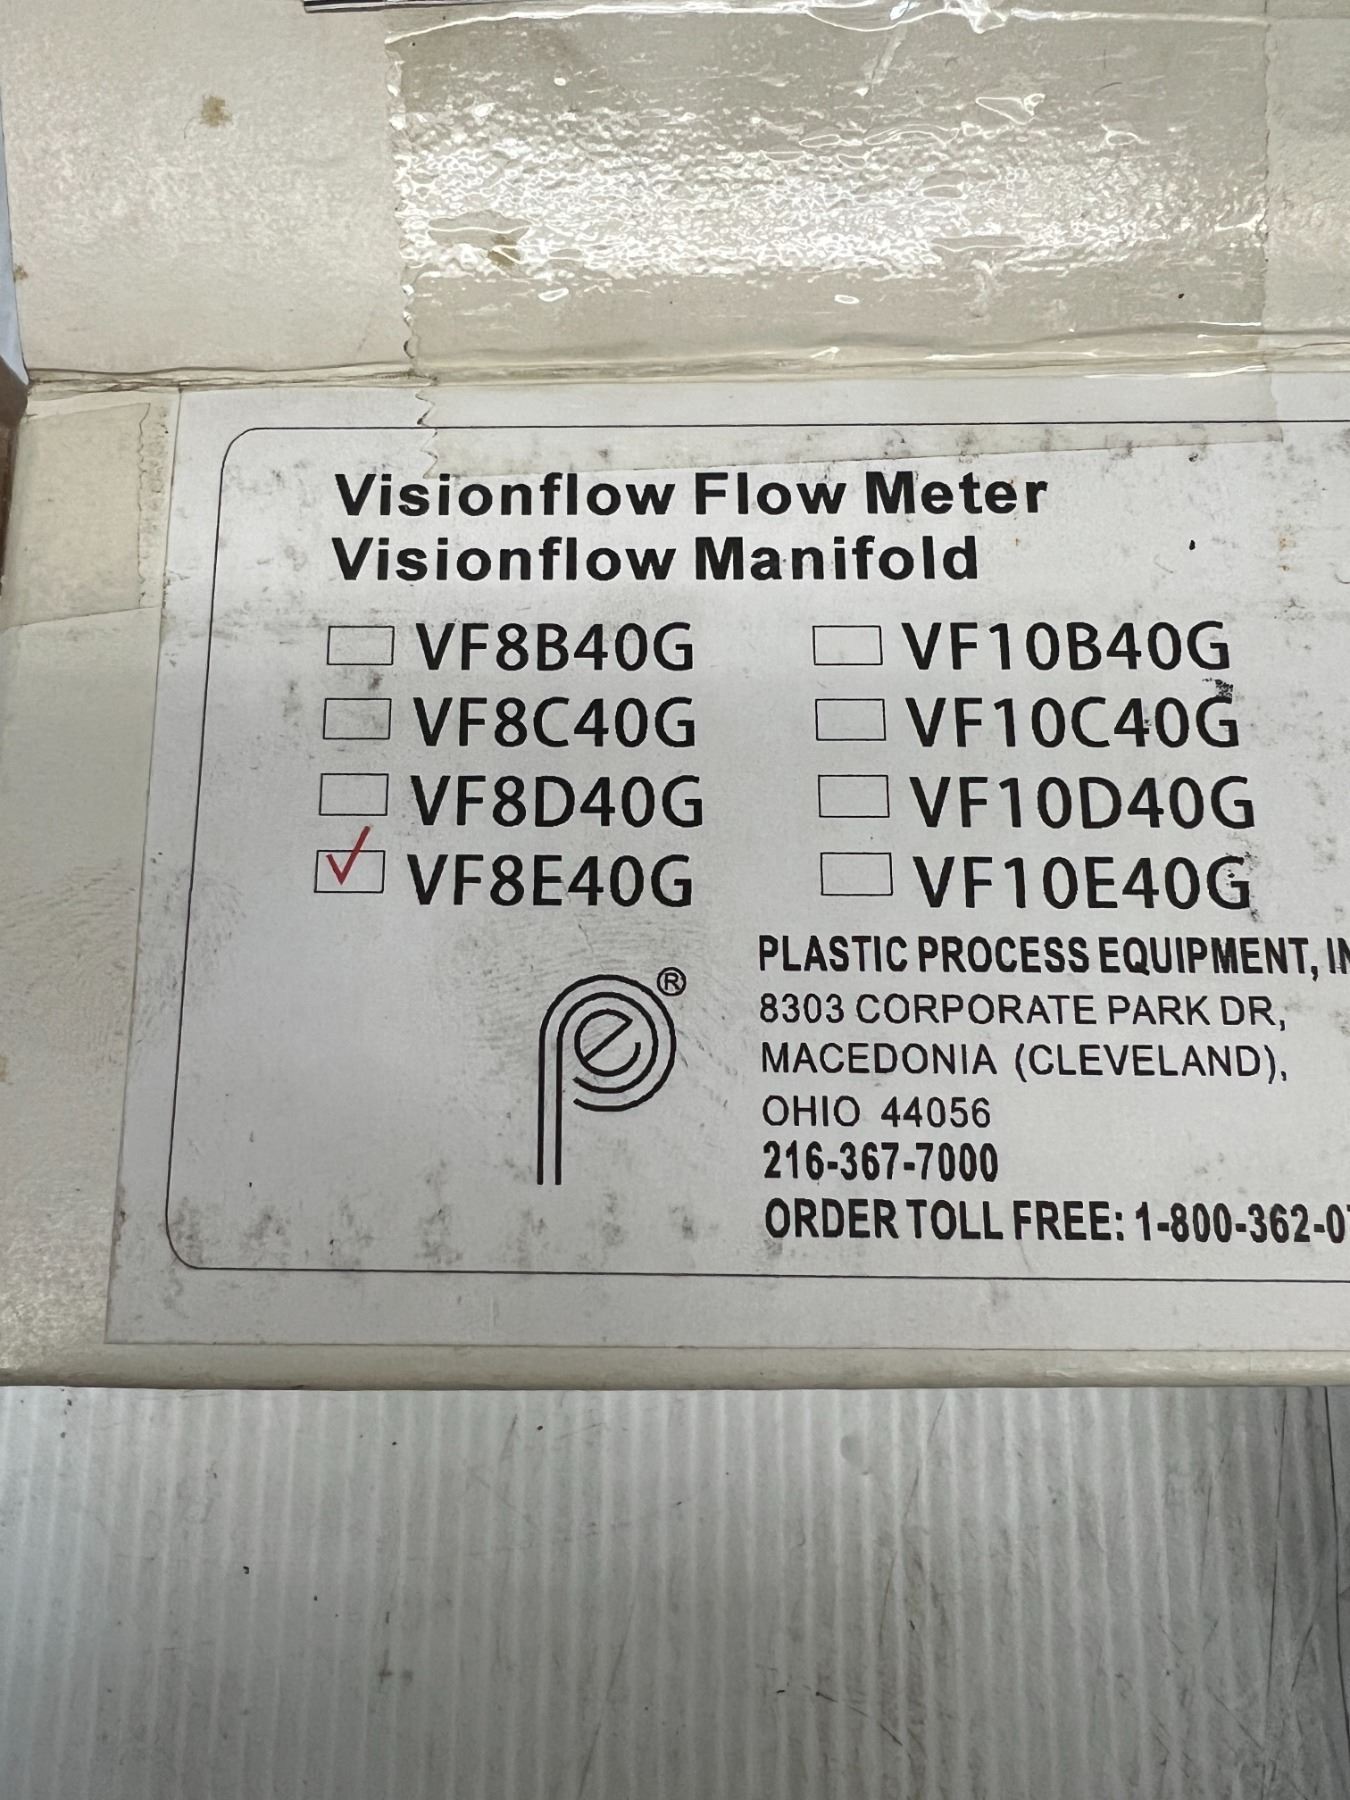 Visionflow Flow Meter
Visionflow Manifold
VF8B40G VF10B40G
VF8C40G VF10C40G
VF8D40G VF10D40G
VF8E40G VF10E40G
PLASTIC PROCESS EQUIPMENT,
8303 CORPORATE PARK DR,
MACEDONIA (CLEVELAND),
OHIO 44056
216-367-7000
ORDER TOLL FREE:
pe®